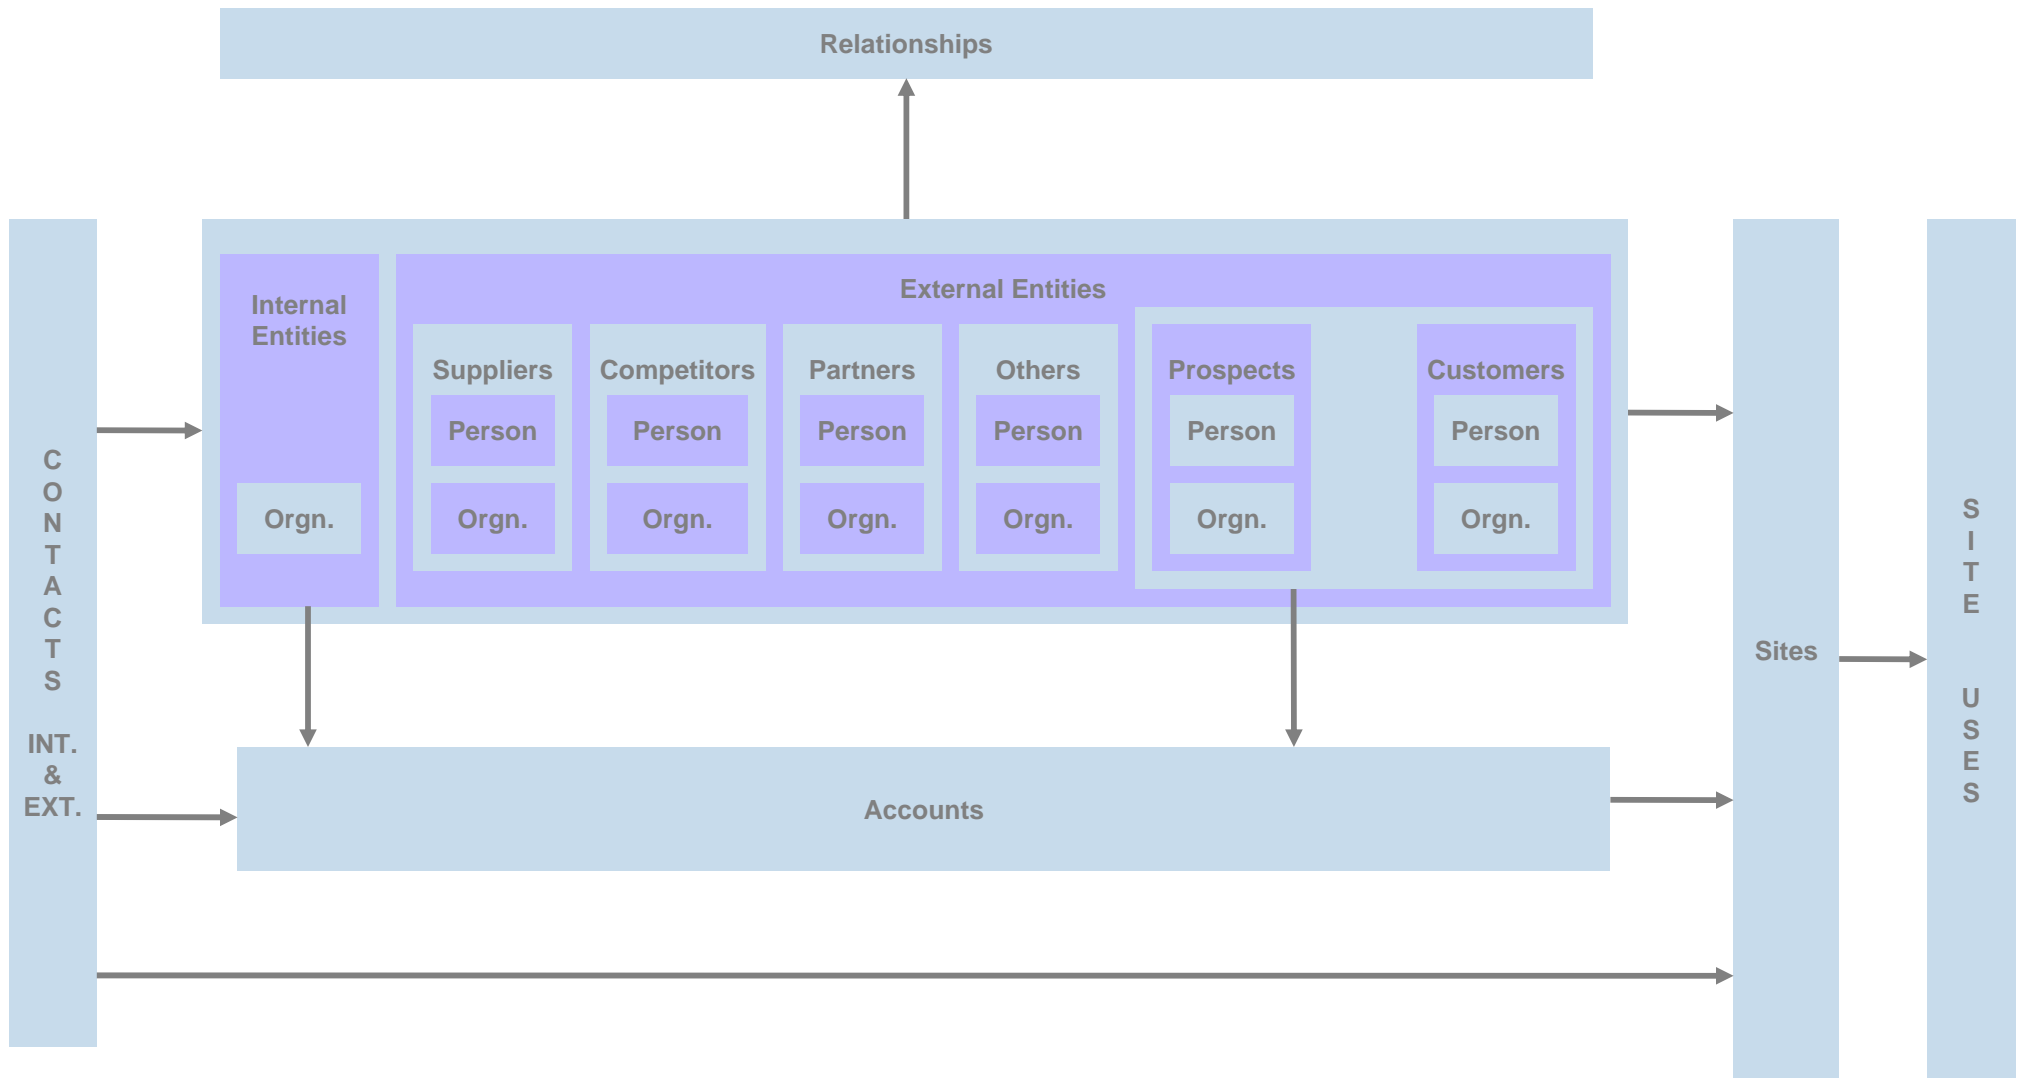 Relationships
Internal
Entities
External Entities
Suppliers
Competitors
Partners
Others
Prospects
Customers
Person
Person
Person
Person
Person
Person
Orgn.
Orgn.
Orgn.
Orgn.
Orgn.
Orgn.
Orgn.
C
O
N
T
A
C
T
S
INT.
&
EXT.
Accounts
Sites
S
I
T
E
U
S
E
S